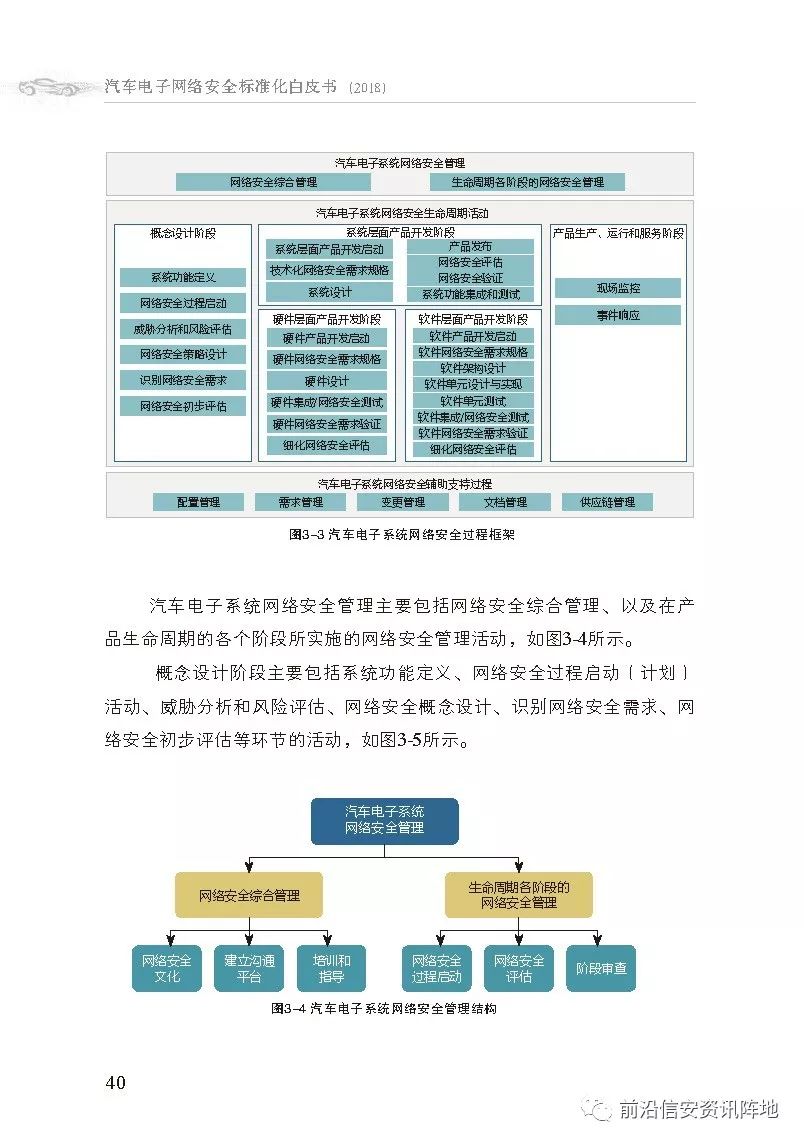 汽车电子网络安全标准化白皮书 (2018)
汽车电子系统网络安全管理
网络安全综合管理
生命周期各阶段的网络安全管理
汽车电子系统网络安全生命周期活动
概念设计阶段
系统功能定义
网络安全过程启动
威胁分析和风险评估
网络安全策略设计
识别网络安全需求
网络安全初步评估
系统层面产品开发阶段
系统层面产品开发启动
技术化网络安全需求规格
系统设计
产品发布
网络安全评估
网络安全验证
系统功能集成和测试
硬件层面产品开发阶段
硬件产品开发启动
硬件网络安全需求规格
硬件设计
硬件集成/网络安全测试
硬件网络安全需求验证
细化网络安全评估
软件层面产品开发阶段
软件产品开发启动
软件网络安全需求规格
软件架构设计
软件单元设计与实现
软件单元测试
软件集成/网络安全测试
软件网络安全需求验证
细化网络安全评估
产品生产、运行和服务阶段
现场监控
事件响应
汽车电子系统网络安全辅助支持过程
配置管理
需求管理
变更管理
文档管理
供应链管理
图3-3 汽车电子系统网络安全过程框架
汽车电子系统网络安全管理主要包括网络安全综合管理、以及在产
品生命周期的各个阶段所实施的网络安全管理活动，如图3-4所示。
概念设计阶段主要包括系统功能定义、网络安全过程启动（计划）
活动、威胁分析和风险评估、网络安全概念设计、识别网络安全需求、网
络安全初步评估等环节的活动，如图3-5所示。
汽车电子系统
网络安全管理
网络安全综合管理
生命周期各阶段的
网络安全管理
网络安全
文化
建立沟通
平台
培训和
指导
网络安全
过程启动
网络安全
评估
阶段审查
图3-4 汽车电子系统网络安全管理结构
40
前沿信安资讯阵地